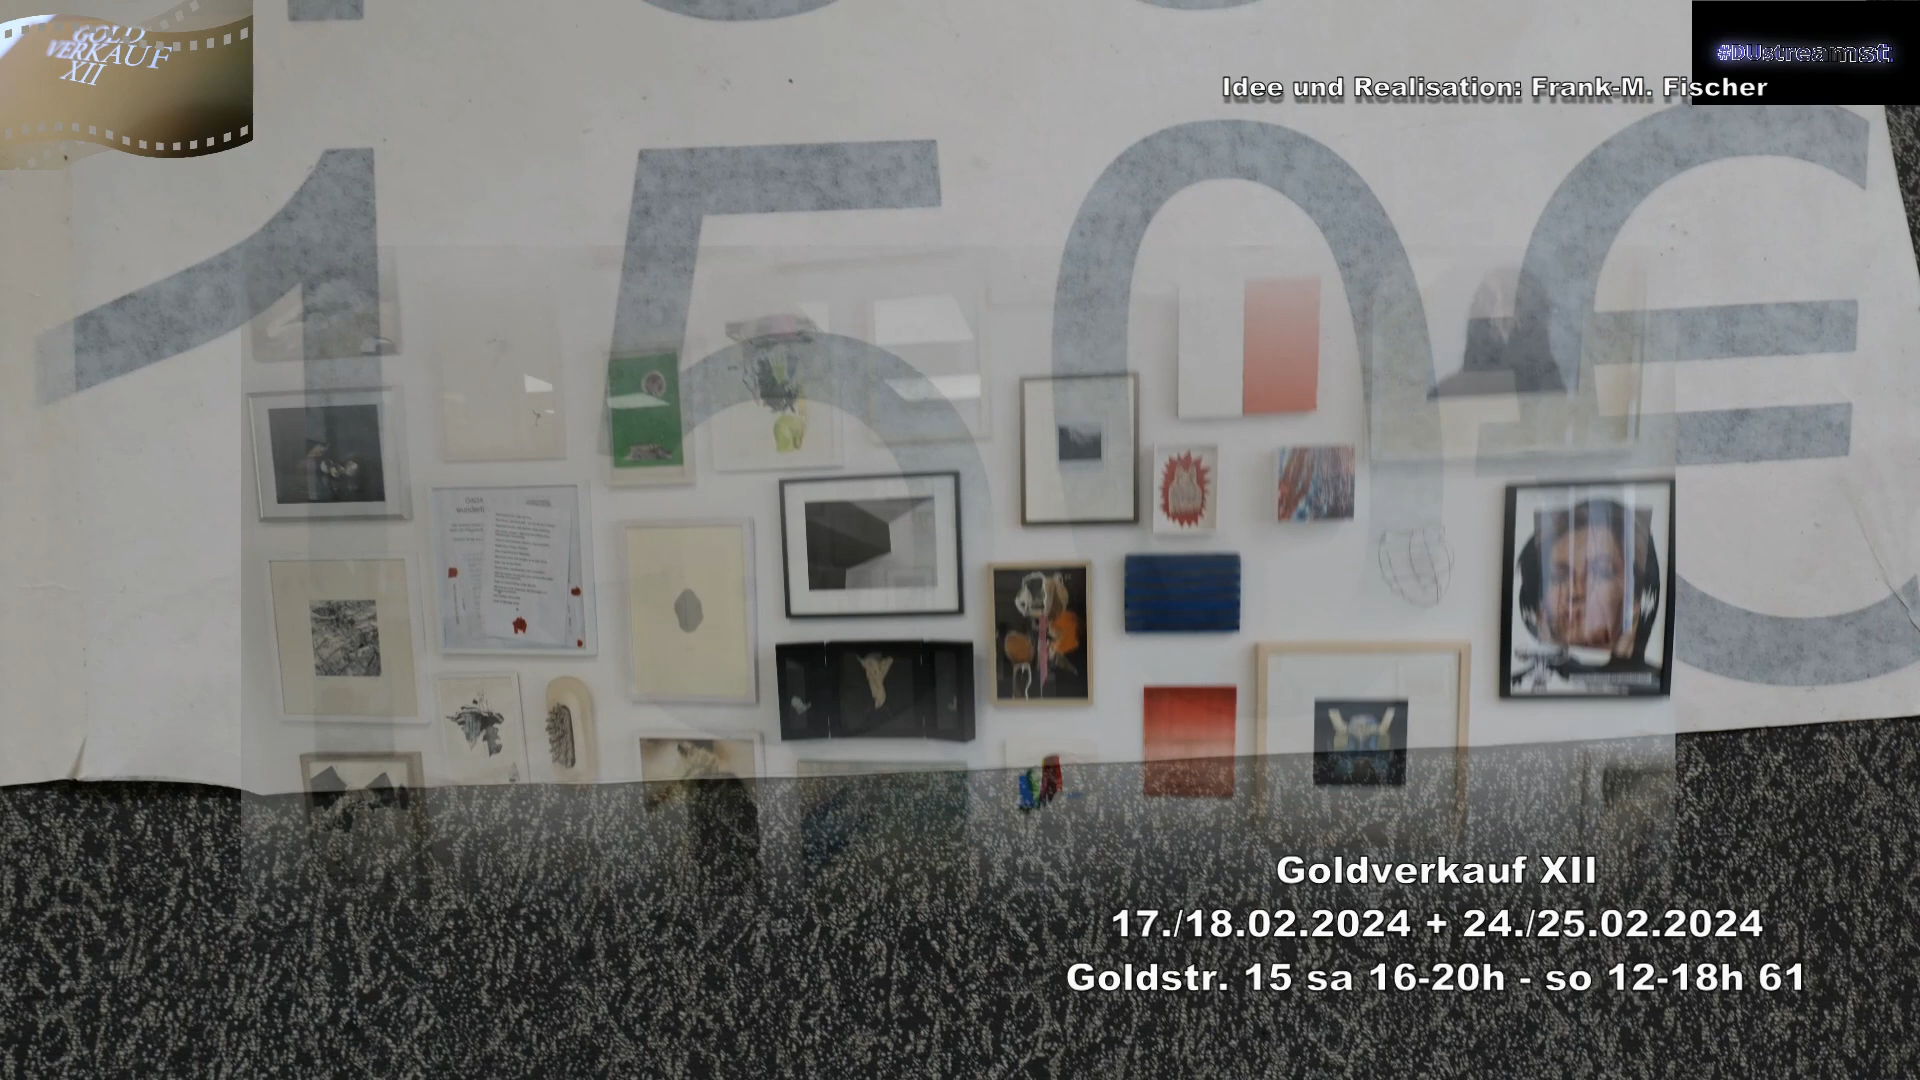 GOLD
VERKAUF
XII
#DUstreamst
Idee und Realisation: Frank-M. Fischer
150€
Goldverkauf XII
17./18.02.2024 + 24./25.02.2024
Goldstr. 15 sa 16-20h - so 12-18h 61